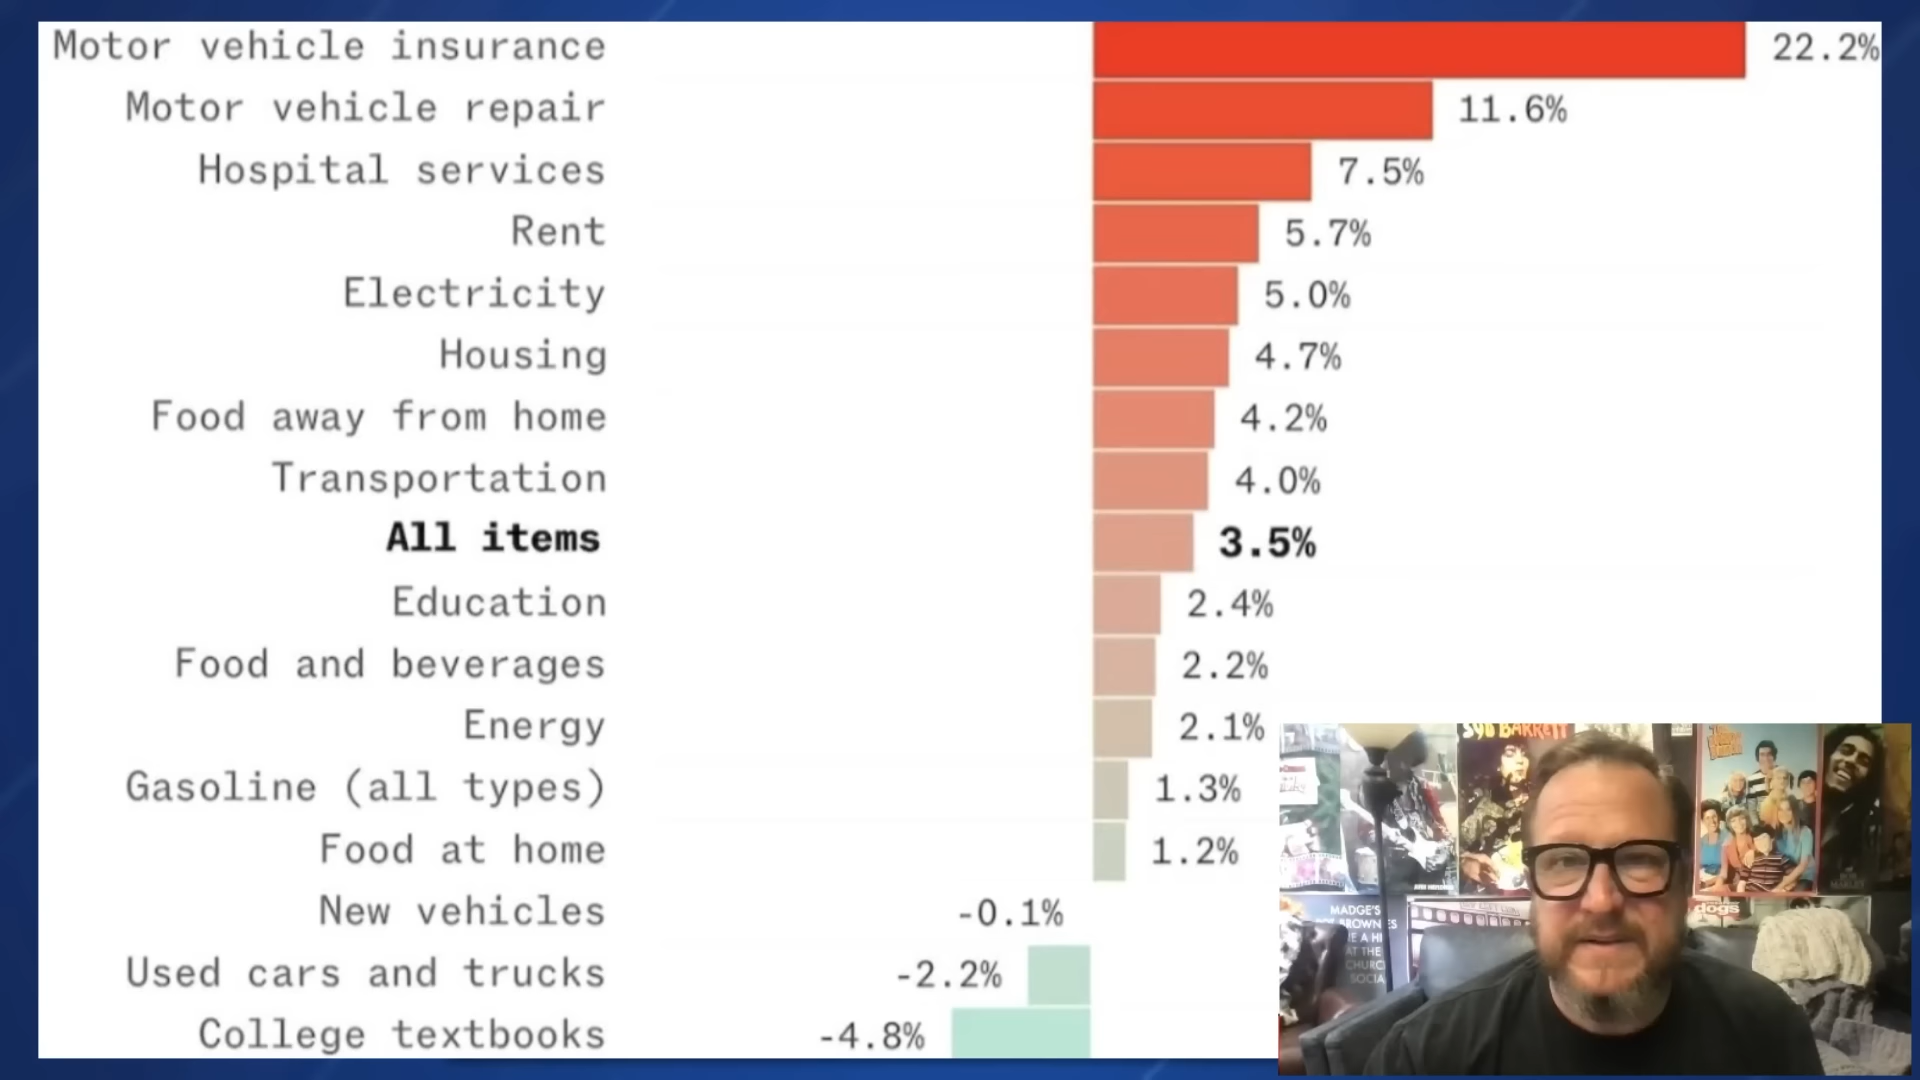 Motor vehicle insurance 22.2%
Motor vehicle repair 11.6%
Hospital services 7.5%
Rent 5.7%
Electricity 5.0%
Housing 4.7%
Food away from home 4.2%
Transportation 4.0%
All items 3.5%
Education 2.4%
Food and beverages 2.2%
Energy 2.1%
Gasoline (all types) 1.3%
Food at home 1.2%
New vehicles -0.1%
Used cars and trucks -2.2%
College textbooks -4.8%
SYD BARRETT
dogs
MADGE'S
AT THE